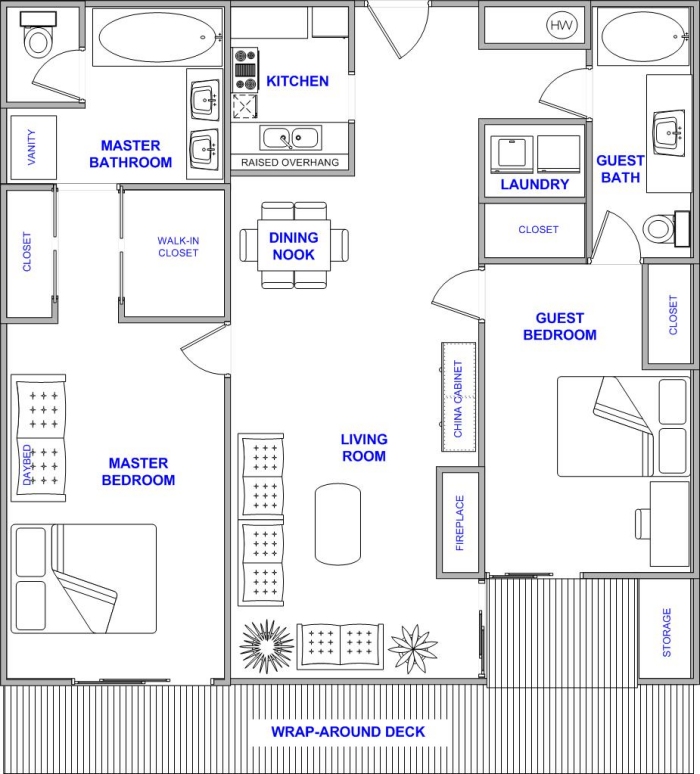 HW
KITCHEN
VANITY
MASTER
BATHROOM
RAISED OVERHANG
GUEST
BATH
LAUNDRY
CLOSET
WALK-IN
CLOSET
DINING
NOOK
CLOSET
CLOSET
GUEST
BEDROOM
CHINA CABINET
DAYBED
MASTER
BEDROOM
LIVING
ROOM
FIREPLACE
STORAGE
WRAP-AROUND DECK